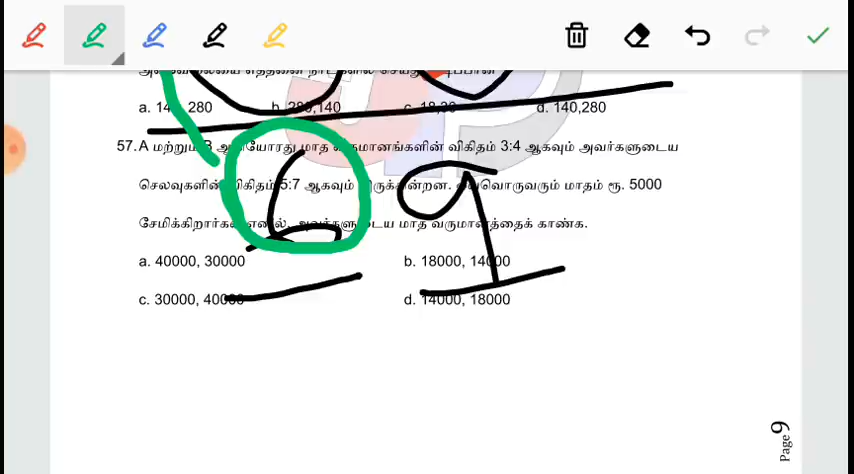 a. 14 280 b. 280,140 c. 18,36 d. 140,280
57. A மற்றும் B ஆகியோரது மாத வருமானங்களின் விகிதம் 3:4 ஆகவும் அவர்களுடைய
செலவுகளின் விகிதம் 5:7 ஆகவும் இருக்கின்றன. ஒவ்வொருவரும் மாதம் ரூ. 5000
சேமிக்கிறார்கள் எனில், அவர்களுடைய மாத வருமானத்தைக் காண்க.
a. 40000, 30000 b. 18000, 14000
c. 30000, 40000 d. 14000, 18000
Page 9